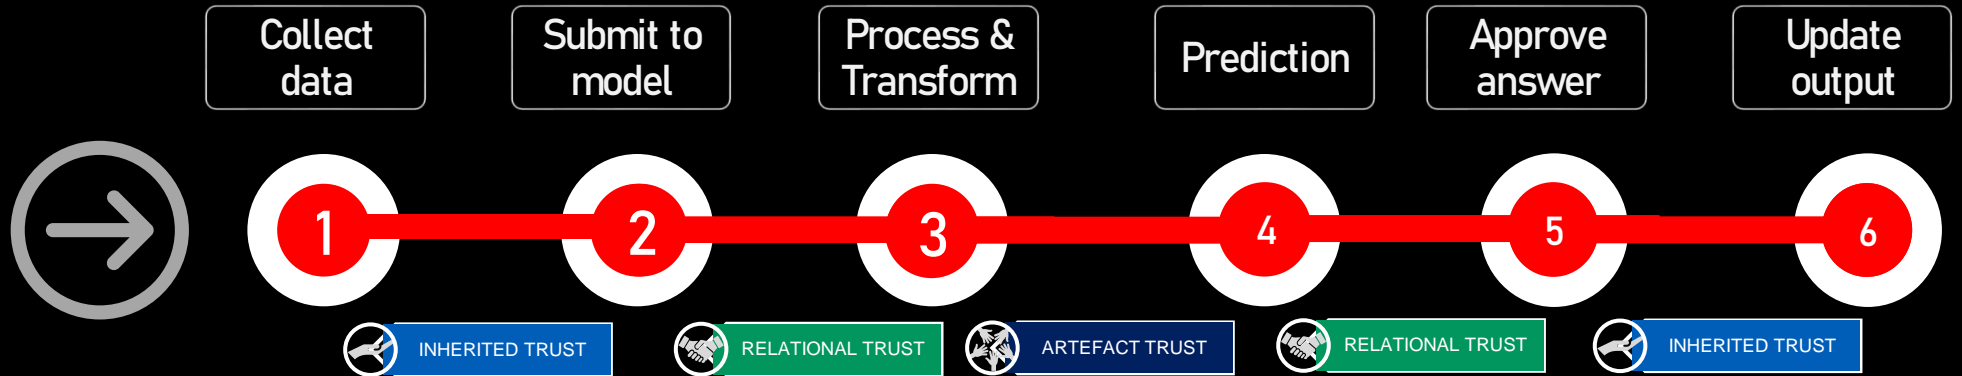 Collect
data
Submit to
model
Process &
Transform
Prediction
Approve
answer
Update
output
1
2
3
4
5
6
INHERITED TRUST
RELATIONAL TRUST
ARTEFACT TRUST
RELATIONAL TRUST
INHERITED TRUST